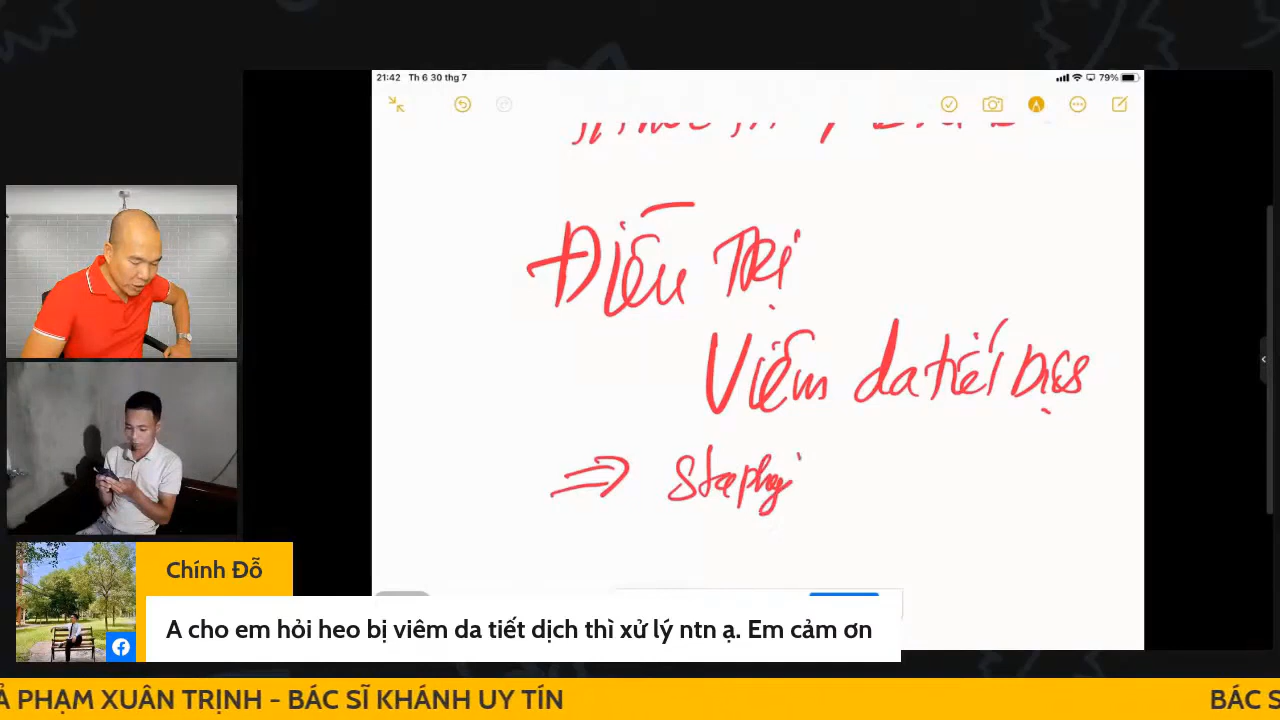 21:42 Th 6 30 thg 7
79%
Điều Trị
Viêm da tiết Dịch
⇒ Staphy
Chính Đỗ
A cho em hỏi heo bị viêm da tiết dịch thì xử lý ntn ạ. Em cảm ơn
Ả PHẠM XUÂN TRỊNH - BÁC SĨ KHÁNH UY TÍN
BÁC S